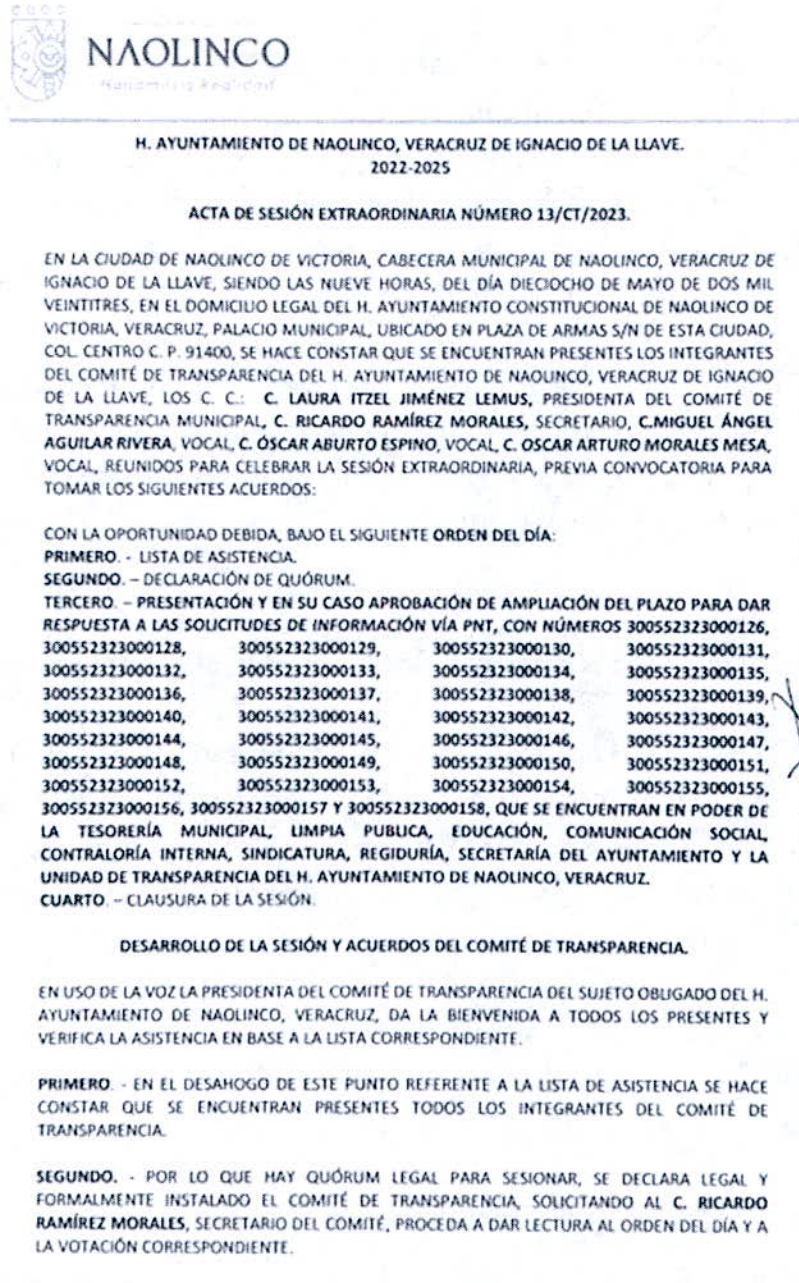 NAOLINCO
H. AYUNTAMIENTO DE NAOLINCO, VERACRUZ DE IGNACIO DE LA LLAVE.
2022-2025
ACTA DE SESIÓN EXTRAORDINARIA NÚMERO 13/CT/2023.
EN LA CIUDAD DE NAOLINCO DE VICTORIA, CABECERA MUNICIPAL DE NAOLINCO, VERACRUZ DE
IGNACIO DE LA LLAVE, SIENDO LAS NUEVE HORAS, DEL DÍA DIECIOCHO DE MAYO DE DOS MIL
VEINTITRES, EN EL DOMICILIO LEGAL DEL H. AYUNTAMIENTO CONSTITUCIONAL DE NAOLINCO DE
VICTORIA, VERACRUZ, PALACIO MUNICIPAL, UBICADO EN PLAZA DE ARMAS S/N DE ESTA CIUDAD,
COL. CENTRO C. P. 91400, SE HACE CONSTAR QUE SE ENCUENTRAN PRESENTES LOS INTEGRANTES
DEL COMITÉ DE TRANSPARENCIA DEL H. AYUNTAMIENTO DE NAOLINCO, VERACRUZ DE IGNACIO
DE LA LLAVE, LOS C. C.: C. LAURA ITZEL JIMÉNEZ LEMUS, PRESIDENTA DEL COMITÉ DE
TRANSPARENCIA MUNICIPAL, C. RICARDO RAMÍREZ MORALES, SECRETARIO, C.MIGUEL ÁNGEL
AGUILAR RIVERA, VOCAL, C. ÓSCAR ABURTO ESPINO, VOCAL, C. OSCAR ARTURO MORALES MESA,
VOCAL, REUNIDOS PARA CELEBRAR LA SESIÓN EXTRAORDINARIA, PREVIA CONVOCATORIA PARA
TOMAR LOS SIGUIENTES ACUERDOS:
CON LA OPORTUNIDAD DEBIDA, BAJO EL SIGUIENTE ORDEN DEL DÍA:
PRIMERO. - LISTA DE ASISTENCIA.
SEGUNDO. – DECLARACIÓN DE QUÓRUM.
TERCERO. – PRESENTACIÓN Y EN SU CASO APROBACIÓN DE AMPLIACIÓN DEL PLAZO PARA DAR
RESPUESTA A LAS SOLICITUDES DE INFORMACIÓN VÍA PNT, CON NÚMEROS 300552323000126,
300552323000128, 300552323000129, 300552323000130, 300552323000131,
300552323000132, 300552323000133, 300552323000134, 300552323000135,
300552323000136, 300552323000137, 300552323000138, 300552323000139,
300552323000140, 300552323000141, 300552323000142, 300552323000143,
300552323000144, 300552323000145, 300552323000146, 300552323000147,
300552323000148, 300552323000149, 300552323000150, 300552323000151,
300552323000152, 300552323000153, 300552323000154, 300552323000155,
300552323000156, 300552323000157 Y 300552323000158, QUE SE ENCUENTRAN EN PODER DE
LA TESORERÍA MUNICIPAL, LIMPIA PUBLICA, EDUCACIÓN, COMUNICACIÓN SOCIAL,
CONTRALORÍA INTERNA, SINDICATURA, REGIDURÍA, SECRETARÍA DEL AYUNTAMIENTO Y LA
UNIDAD DE TRANSPARENCIA DEL H. AYUNTAMIENTO DE NAOLINCO, VERACRUZ.
CUARTO. – CLAUSURA DE LA SESIÓN.
DESARROLLO DE LA SESIÓN Y ACUERDOS DEL COMITÉ DE TRANSPARENCIA.
EN USO DE LA VOZ LA PRESIDENTA DEL COMITÉ DE TRANSPARENCIA DEL SUJETO OBLIGADO DEL H.
AYUNTAMIENTO DE NAOLINCO, VERACRUZ, DA LA BIENVENIDA A TODOS LOS PRESENTES Y
VERIFICA LA ASISTENCIA EN BASE A LA LISTA CORRESPONDIENTE.
PRIMERO. - EN EL DESAHOGO DE ESTE PUNTO REFERENTE A LA LISTA DE ASISTENCIA SE HACE
CONSTAR QUE SE ENCUENTRAN PRESENTES TODOS LOS INTEGRANTES DEL COMITÉ DE
TRANSPARENCIA.
SEGUNDO. - POR LO QUE HAY QUÓRUM LEGAL PARA SESIONAR, SE DECLARA LEGAL Y
FORMALMENTE INSTALADO EL COMITÉ DE TRANSPARENCIA, SOLICITANDO AL C. RICARDO
RAMÍREZ MORALES, SECRETARIO DEL COMITÉ, PROCEDA A DAR LECTURA AL ORDEN DEL DÍA Y A
LA VOTACIÓN CORRESPONDIENTE.